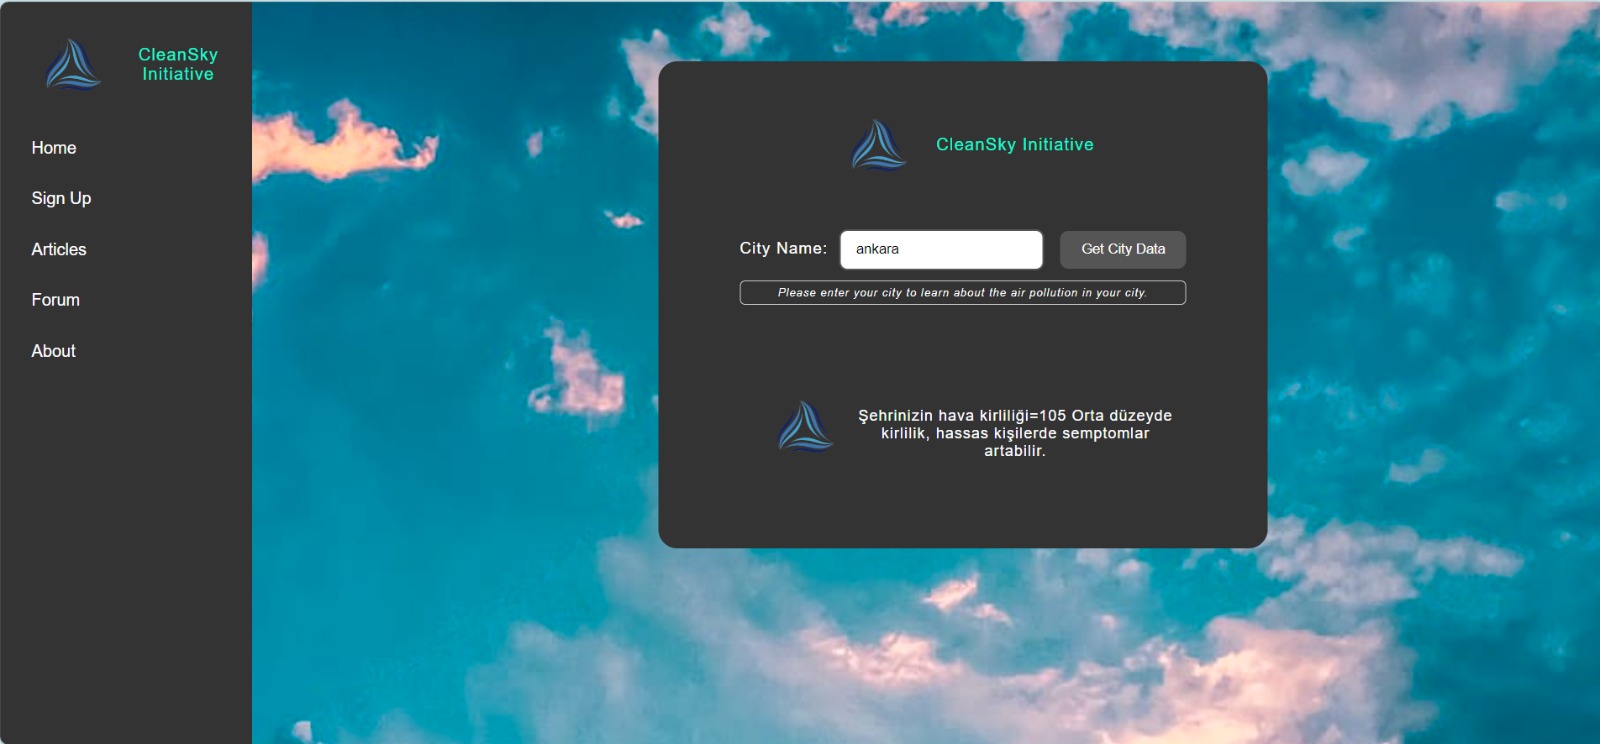 CleanSky
Initiative
Home
Sign Up
Articles
Forum
About
CleanSky Initiative
City Name: ankara Get City Data
Please enter your city to learn about the air pollution in your city.
Şehrinizin hava kirliliği=105 Orta düzeyde
kirlilik, hassas kişilerde semptomlar
artabilir.